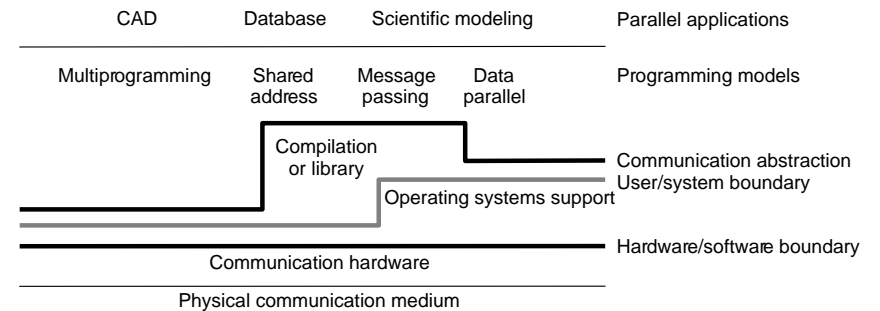 CAD Database Scientific modeling Parallel applications
Multiprogramming Shared address Message passing Data parallel Programming models
Compilation or library
Communication abstraction
User/system boundary
Operating systems support
Hardware/software boundary
Communication hardware
Physical communication medium